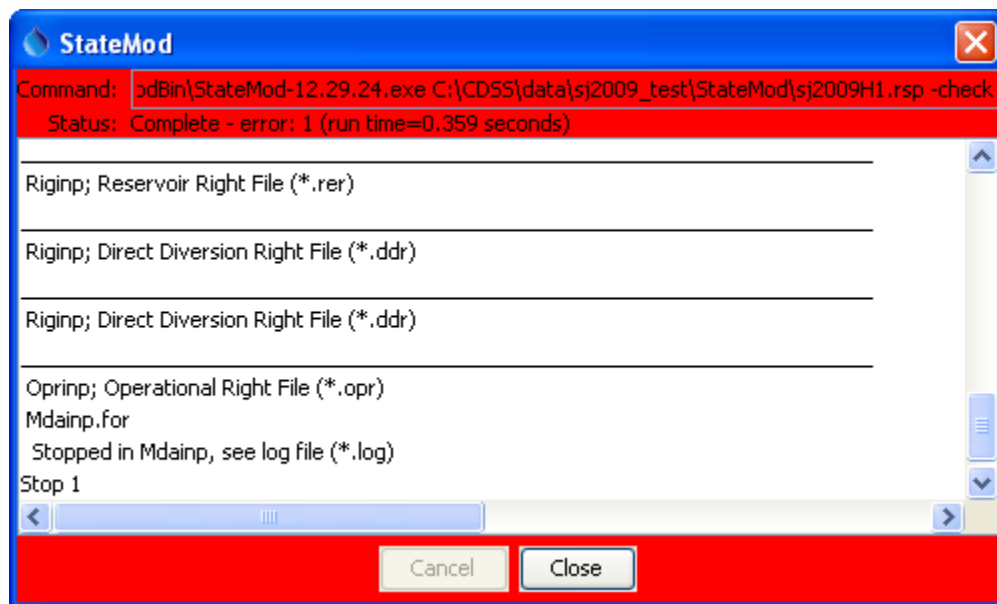 StateMod
Command: odBin\StateMod-12.29.24.exe C:\CDSS\data\sj2009_test\StateMod\sj2009H1.rsp -check
Status: Complete - error: 1 (run time=0.359 seconds)
Riginp; Reservoir Right File (*.rer)
Riginp; Direct Diversion Right File (*.ddr)
Riginp; Direct Diversion Right File (*.ddr)
Oprinp; Operational Right File (*.opr)
Mdainp.for
Stopped in Mdainp, see log file (*.log)
Stop 1
Cancel
Close